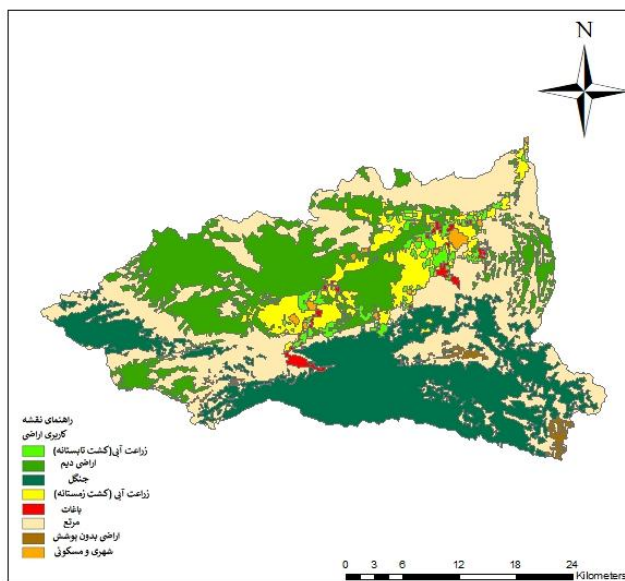 N
راهنمای نقشه
کاربری اراضی
زراعت آبی(کشت تابستانه)
اراضی دیم
جنگل
زراعت آبی (کشت زمستانه)
باغات
مرتع
اراضی بدون پوشش
شهری و مسکونی
0 3 6 12 18 24
Kilometers